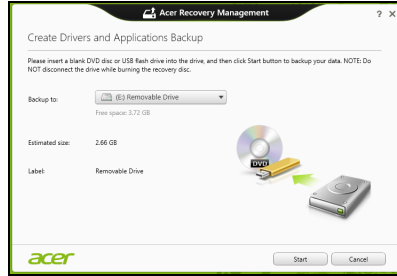 Acer Recovery Management
? X
Create Drivers and Applications Backup
Please insert a blank DVD disc or USB flash drive into the drive, and then click Start button to backup your data. NOTE: Do
NOT disconnect the drive while burning the recovery disc.
Backup to: (E:) Removable Drive
Free space: 3.72 GB
Estimated size: 2.66 GB
DVD
Label: Removable Drive
acer Start Cancel